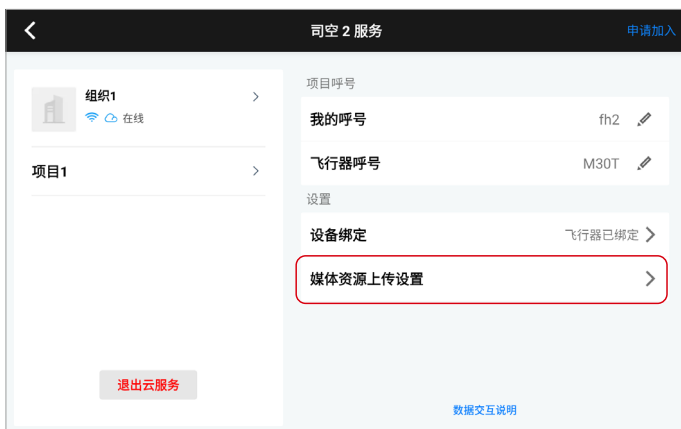 司空 2 服务
申请加入
组织1
在线
项目1
退出云服务
项目呼号
我的呼号 fh2
飞行器呼号 M30T
设置
设备绑定 飞行器已绑定
媒体资源上传设置
数据交互说明